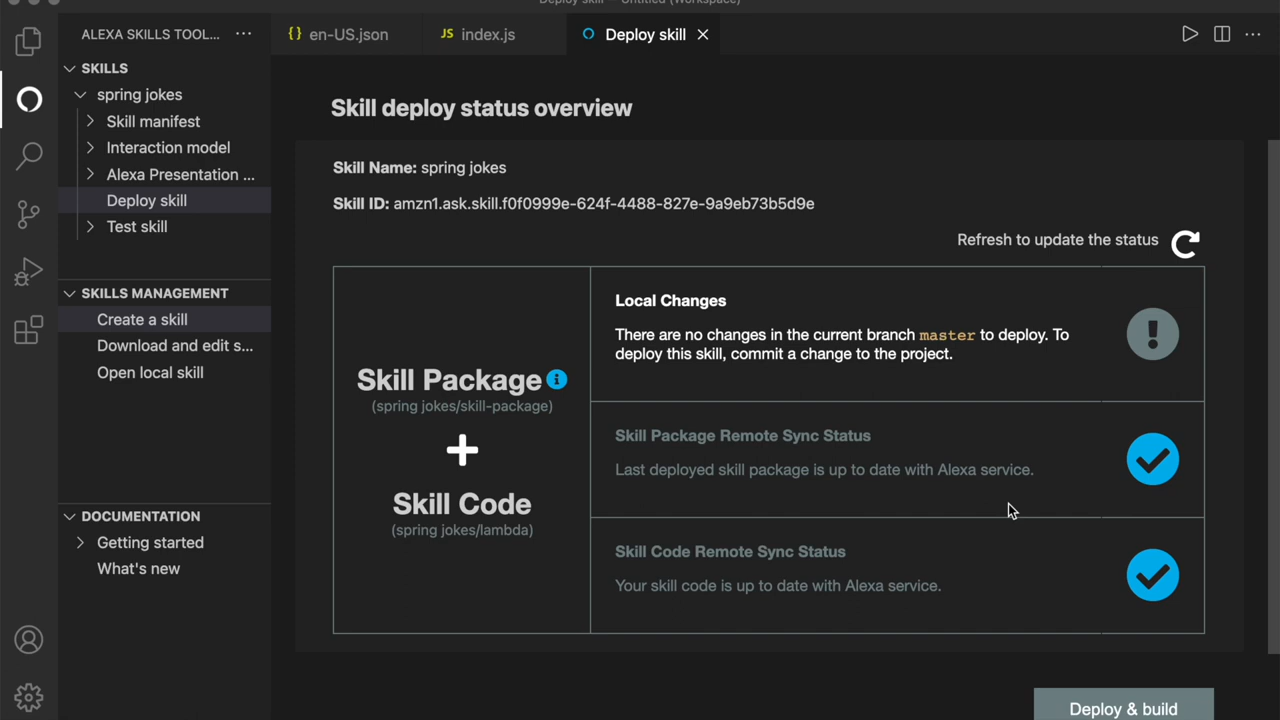 Deploy skill — Untitled (Workspace)
ALEXA SKILLS TOOL... ...
{} en-US.json
JS index.js
Deploy skill
SKILLS
spring jokes
Skill manifest
Interaction model
Alexa Presentation ...
Deploy skill
Test skill
SKILLS MANAGEMENT
Create a skill
Download and edit s...
Open local skill
DOCUMENTATION
Getting started
What's new
Skill deploy status overview
Skill Name: spring jokes
Skill ID: amzn1.ask.skill.f0f0999e-624f-4488-827e-9a9eb73b5d9e
Refresh to update the status
Skill Package
(spring jokes/skill-package)
+
Skill Code
(spring jokes/lambda)
Local Changes
There are no changes in the current branch master to deploy. To
deploy this skill, commit a change to the project.
Skill Package Remote Sync Status
Last deployed skill package is up to date with Alexa service.
Skill Code Remote Sync Status
Your skill code is up to date with Alexa service.
Deploy & build